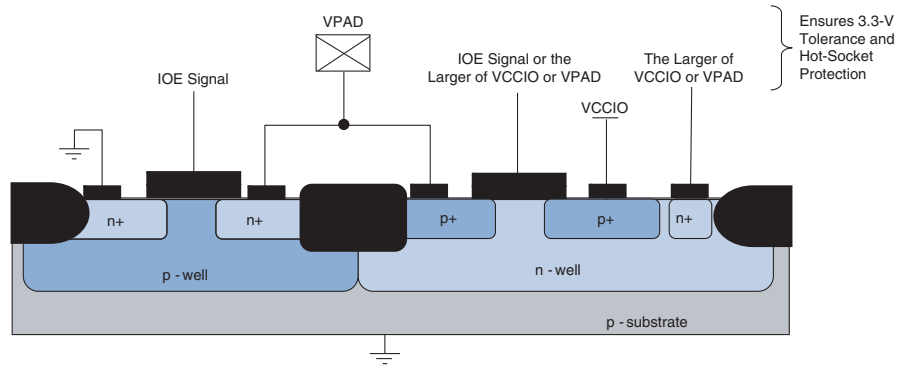 VPAD
Ensures 3.3-V
Tolerance and
Hot-Socket
Protection
IOE Signal
IOE Signal or the
Larger of VCCIO or VPAD
The Larger of
VCCIO or VPAD
VCCIO
n+
n+
p+
p+
n+
p - well
n - well
p - substrate